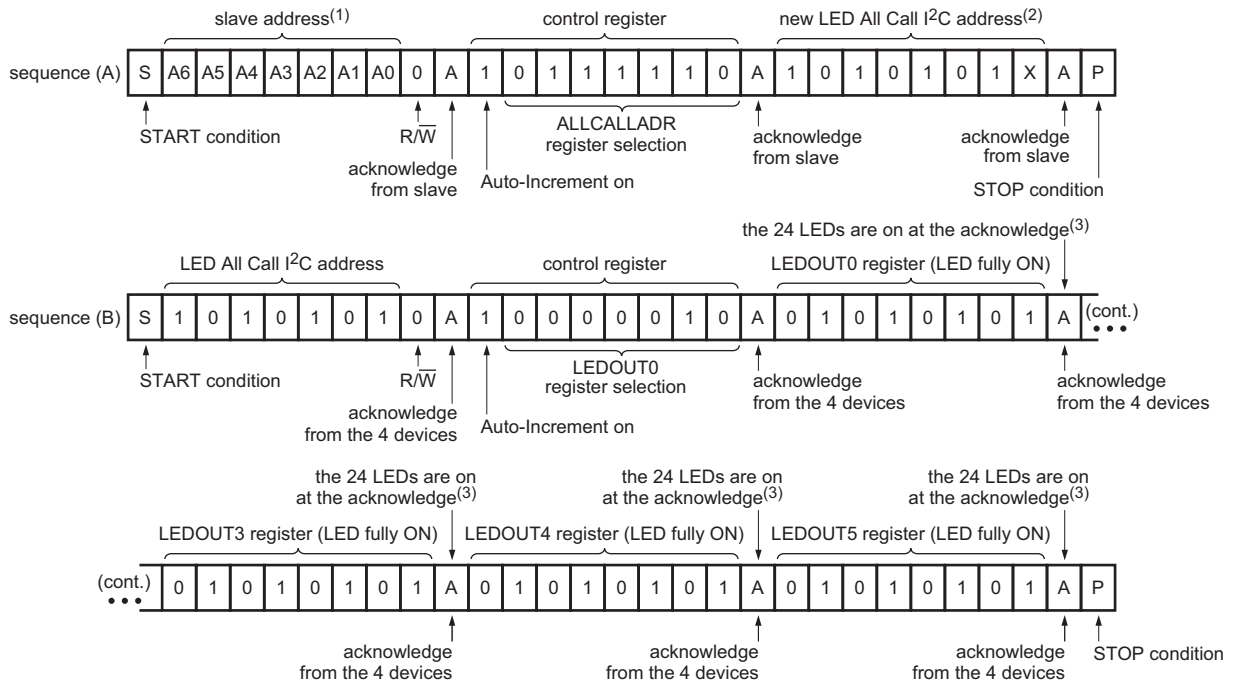 slave address(1) control register new LED All Call I2C address(2)
sequence (A) S A6 A5 A4 A3 A2 A1 A0 0 A 1 0 1 1 1 1 1 0 A 1 0 1 0 1 0 1 X A P
START condition R/W̅ ALLCALLADR acknowledge acknowledge
register selection from slave from slave
acknowledge
from slave Auto-Increment on STOP condition
the 24 LEDs are on at the acknowledge(3)
LED All Call I2C address control register LEDOUT0 register (LED fully ON)
sequence (B) S 1 0 1 0 1 0 1 0 A 1 0 0 0 0 0 1 0 A 0 1 0 1 0 1 0 1 A (cont.)
START condition R/W̅ LEDOUT0 acknowledge acknowledge
register selection from the 4 devices from the 4 devices
acknowledge
from the 4 devices Auto-Increment on
the 24 LEDs are on the 24 LEDs are on the 24 LEDs are on
at the acknowledge(3) at the acknowledge(3) at the acknowledge(3)
LEDOUT3 register (LED fully ON) LEDOUT4 register (LED fully ON) LEDOUT5 register (LED fully ON)
(cont.) 0 1 0 1 0 1 0 1 A 0 1 0 1 0 1 0 1 A 0 1 0 1 0 1 0 1 A P
acknowledge acknowledge acknowledge STOP condition
from the 4 devices from the 4 devices from the 4 devices